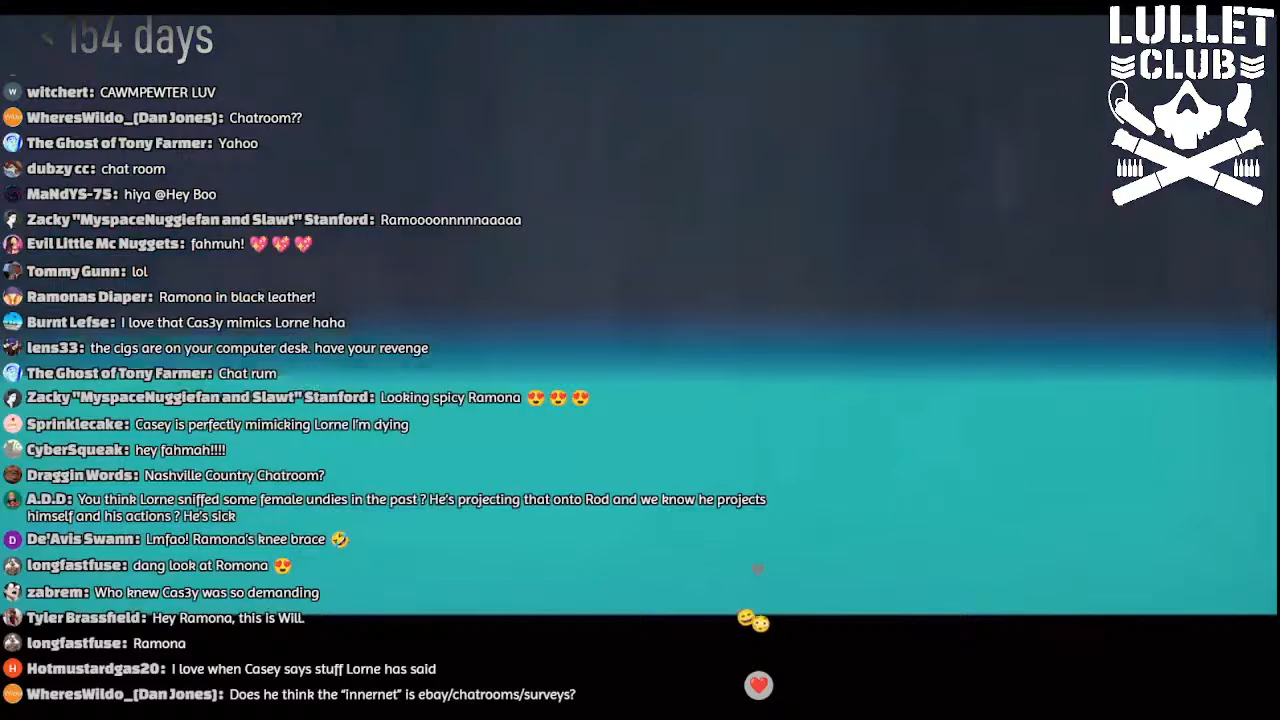 < 154 days
LULLET
CLUB
W witchert: CAWMPEWTER LUV
WheresWildo_(Dan Jones): Chatroom??
The Ghost of Tony Farmer: Yahoo
dubzy cc: chat room
MaNdYS-75: hiya @Hey Boo
Zacky "MyspaceNuggiefan and Slawt" Stanford: Ramoooonnnnnaaaaa
Evil Little Mc Nuggets: fahmuh! 💖 💖 💖
Tommy Gunn: lol
Ramonas Diaper: Ramona in black leather!
Burnt Lefse: I love that Cas3y mimics Lorne haha
lens33: the cigs are on your computer desk. have your revenge
The Ghost of Tony Farmer: Chat rum
Zacky "MyspaceNuggiefan and Slawt" Stanford: Looking spicy Ramona 😍 😍 😍
Sprinklecake: Casey is perfectly mimicking Lorne I'm dying
CyberSqueak: hey fahmah!!!!
Draggin Words: Nashville Country Chatroom?
A.D.D: You think Lorne sniffed some female undies in the past ? He's projecting that onto Rod and we know he projects
himself and his actions ? He's sick
D De'Avis Swann: Lmfao! Ramona's knee brace 🤣
longfastfuse: dang look at Romona 😍
zabrem: Who knew Cas3y was so demanding
Tyler Brassfield: Hey Ramona, this is Will.
longfastfuse: Ramona
H Hotmustardgas20: I love when Casey says stuff Lorne has said
WheresWildo_(Dan Jones): Does he think the “innernet” is ebay/chatrooms/surveys?